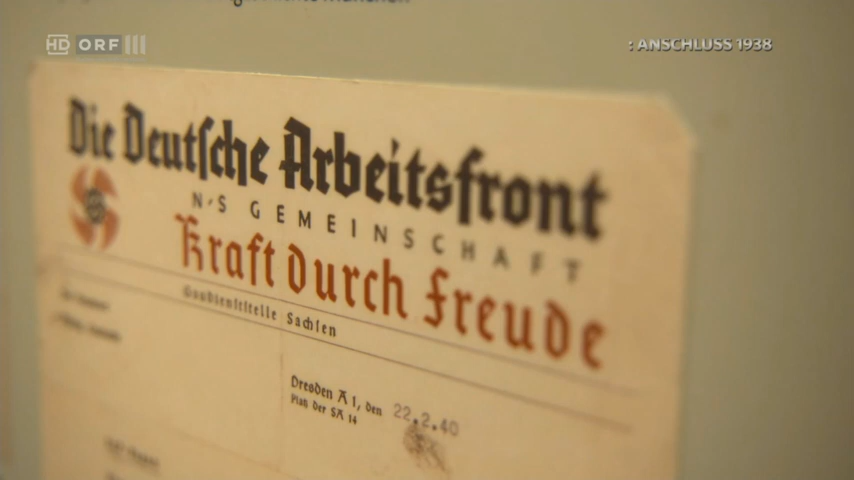 HD ORF III
: ANSCHLUSS 1938
Die Deutsche Arbeitsfront
N·S GEMEINSCHAFT
Kraft durch Freude
Gaudienststelle Sachsen
Dresden A 1, den 22.2.40
Platz der SA 14